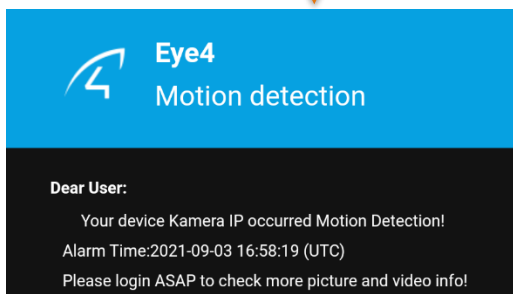 Eye4
Motion detection
Dear User:
Your device Kamera IP occurred Motion Detection!
Alarm Time:2021-09-03 16:58:19 (UTC)
Please login ASAP to check more picture and video info!